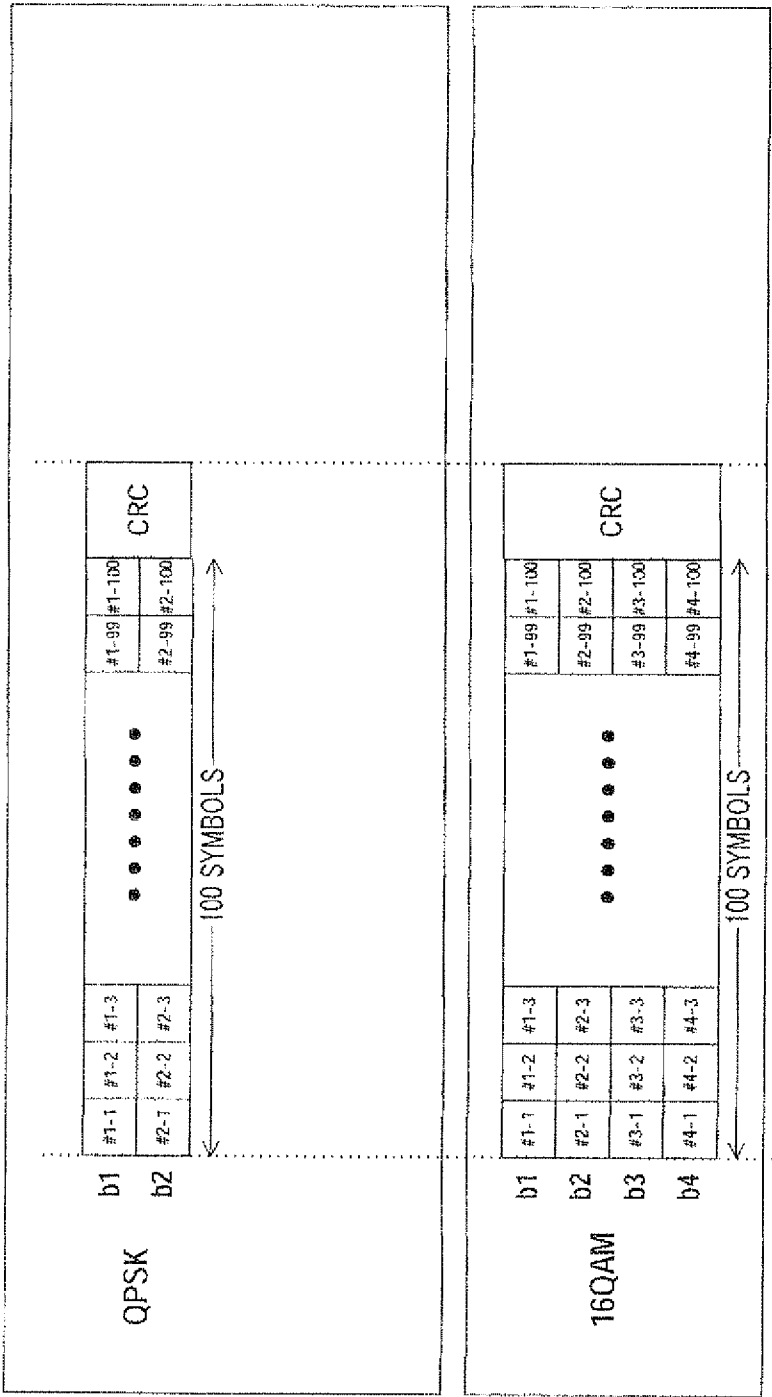 QPSK
b1 #1-1 #1-2 #1-3 #1-99 #1-100
b2 #2-1 #2-2 #2-3 #2-99 #2-100
CRC
100 SYMBOLS
16QAM
b1 #1-1 #1-2 #1-3 #1-99 #1-100
b2 #2-1 #2-2 #2-3 #2-99 #2-100
b3 #3-1 #3-2 #3-3 #3-99 #3-100
b4 #4-1 #4-2 #4-3 #4-99 #4-100
CRC
100 SYMBOLS